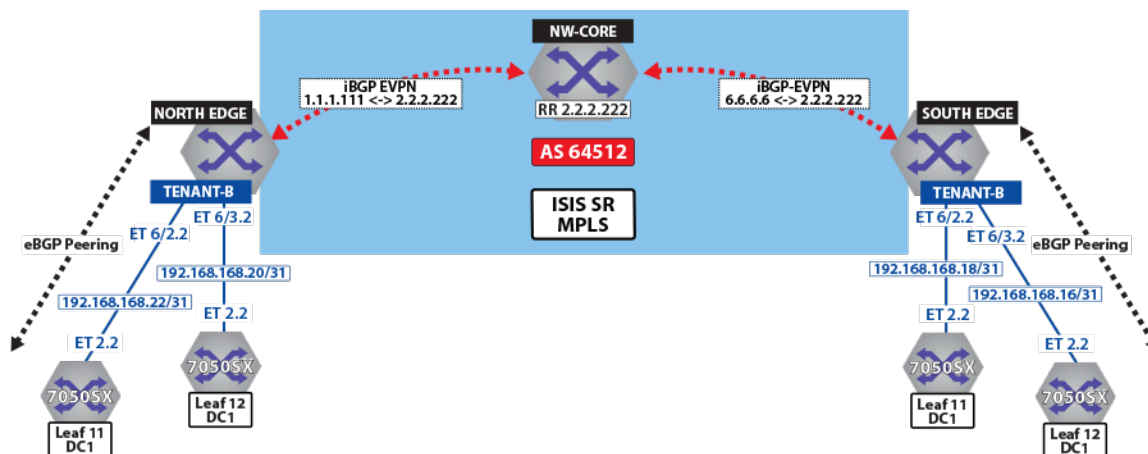 NW-CORE
iBGP EVPN
1.1.1.111 <-> 2.2.2.222
iBGP-EVPN
6.6.6.6 <-> 2.2.2.222
RR 2.2.2.222
NORTH EDGE
SOUTH EDGE
AS 64512
TENANT-B
TENANT-B
ISIS SR
MPLS
ET 6/3.2
ET 6/2.2
ET 6/2.2
ET 6/3.2
eBGP Peering
eBGP Peering
192.168.168.20/31
192.168.168.18/31
192.168.168.22/31
192.168.168.16/31
ET 2.2
ET 2.2
ET 2.2
ET 2.2
7050SX
7050SX
7050SX
7050SX
Leaf 12
DC1
Leaf 11
DC1
Leaf 11
DC1
Leaf 12
DC1